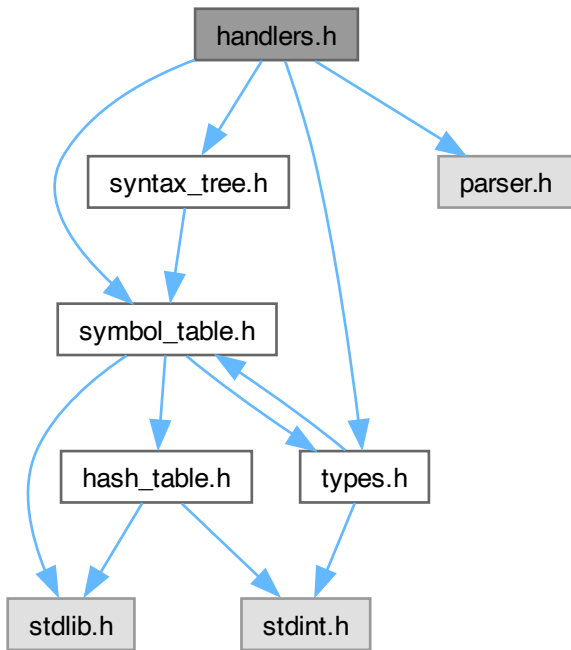 handlers.h
syntax_tree.h
parser.h
symbol_table.h
hash_table.h
types.h
stdlib.h
stdint.h